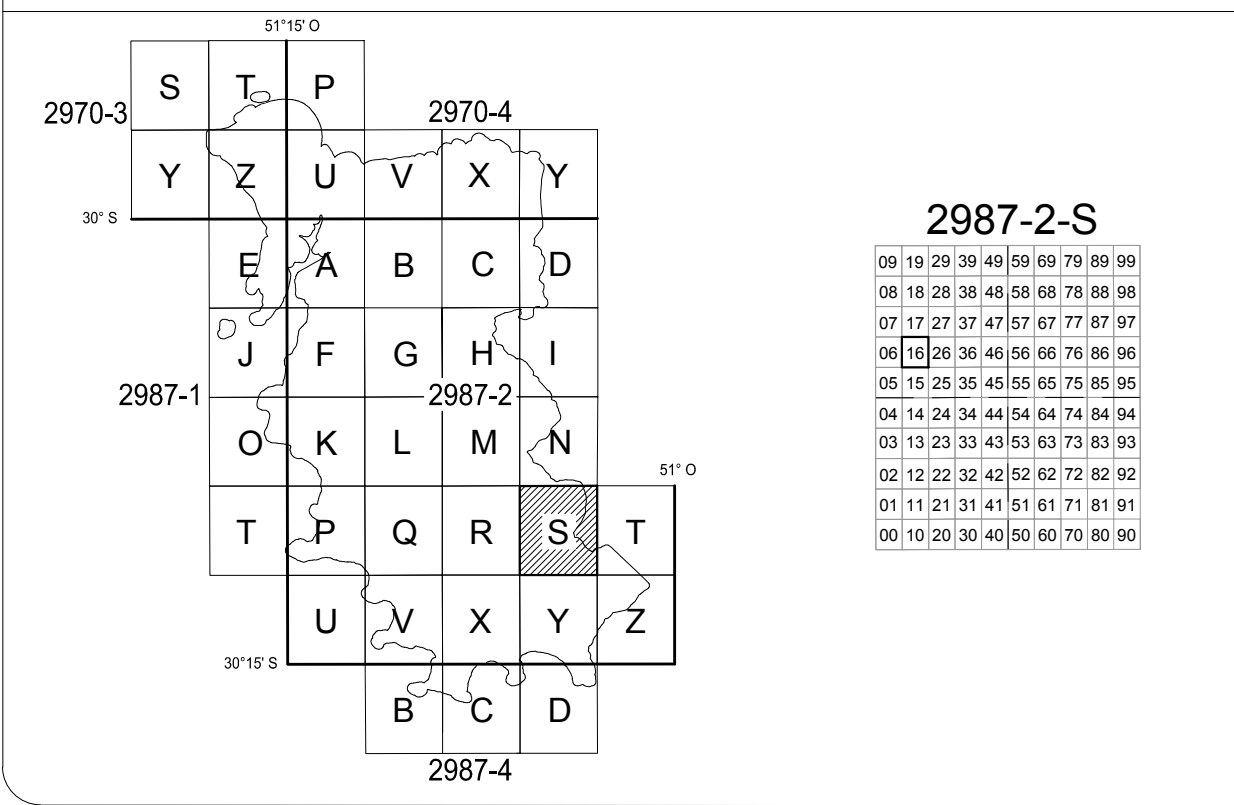 51°15' O
S T P
2970-3 2970-4
Y Z U V X Y
30° S
E A B C D
J F G H I
2987-1 2987-2
O K L M N
51° O
T P Q R S T
U V X Y Z
30°15' S
B C D
2987-4
2987-2-S
09 19 29 39 49 59 69 79 89 99
08 18 28 38 48 58 68 78 88 98
07 17 27 37 47 57 67 77 87 97
06 16 26 36 46 56 66 76 86 96
05 15 25 35 45 55 65 75 85 95
04 14 24 34 44 54 64 74 84 94
03 13 23 33 43 53 63 73 83 93
02 12 22 32 42 52 62 72 82 92
01 11 21 31 41 51 61 71 81 91
00 10 20 30 40 50 60 70 80 90